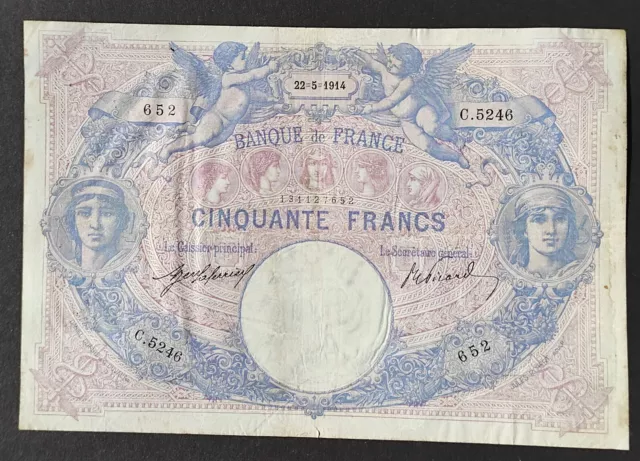 22-5-1914
652
C.5246
BANQUE de FRANCE
131127652
CINQUANTE FRANCS
Le Caissier principal:
Le Secrétaire général:
C.5246
652